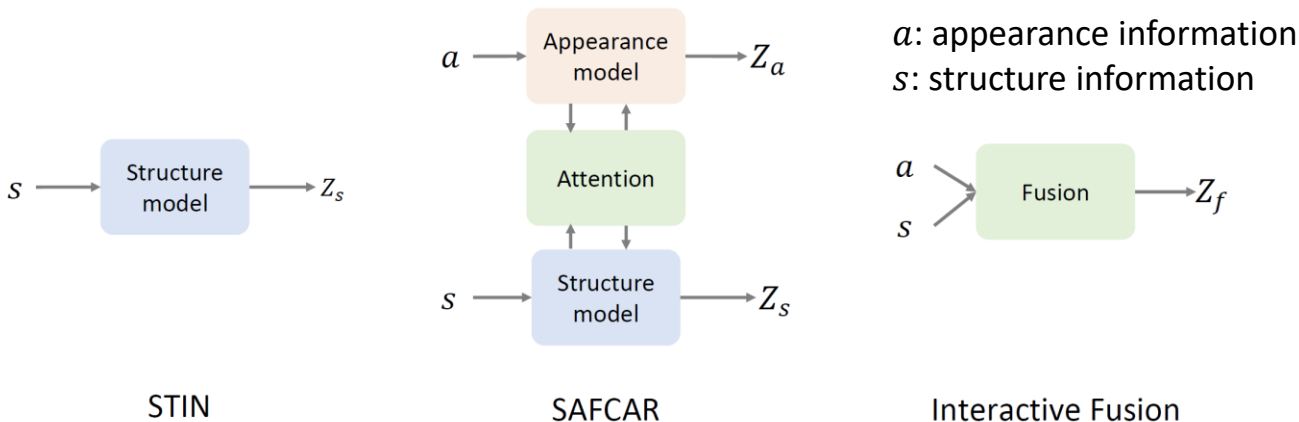 s
Structure
model
Z_s
STIN
a
Appearance
model
Z_a
Attention
s
Structure
model
Z_s
SAFCAR
a: appearance information
s: structure information
a
s
Fusion
Z_f
Interactive Fusion